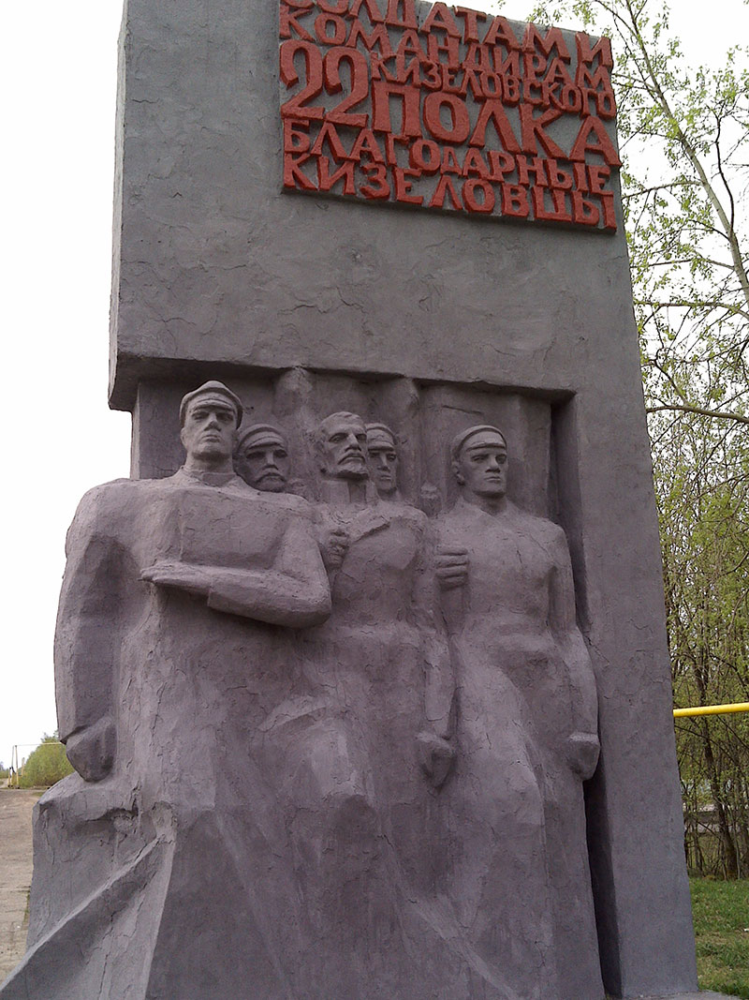 СОЛДАТАМ И
КОМАНДИРАМ
22 КИЗЕЛОВСКОГО
ПОЛКА
БЛАГОДАРНЫЕ
КИЗЕЛОВЦЫ